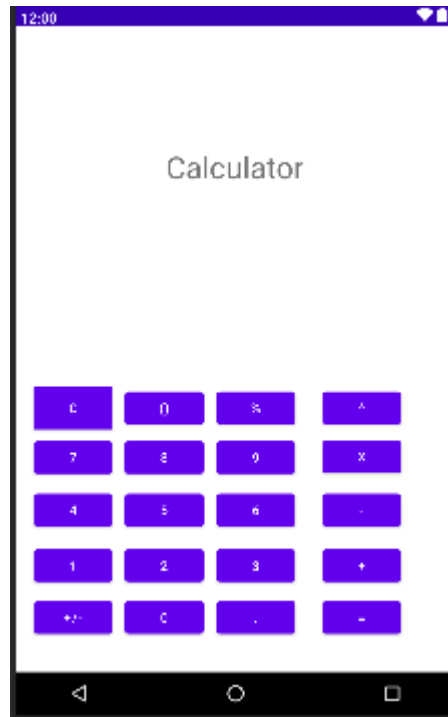 12:00
Calculator
C () % ^
7 8 9 X
4 5 6 -
1 2 3 +
+/- 0 . =